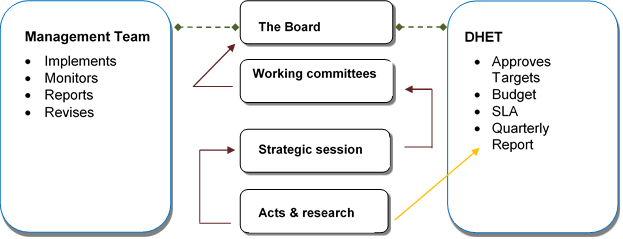 Management Team
• Implements
• Monitors
• Reports
• Revises
The Board
Working committees
Strategic session
Acts & research
DHET
• Approves
Targets
• Budget
• SLA
• Quarterly
Report